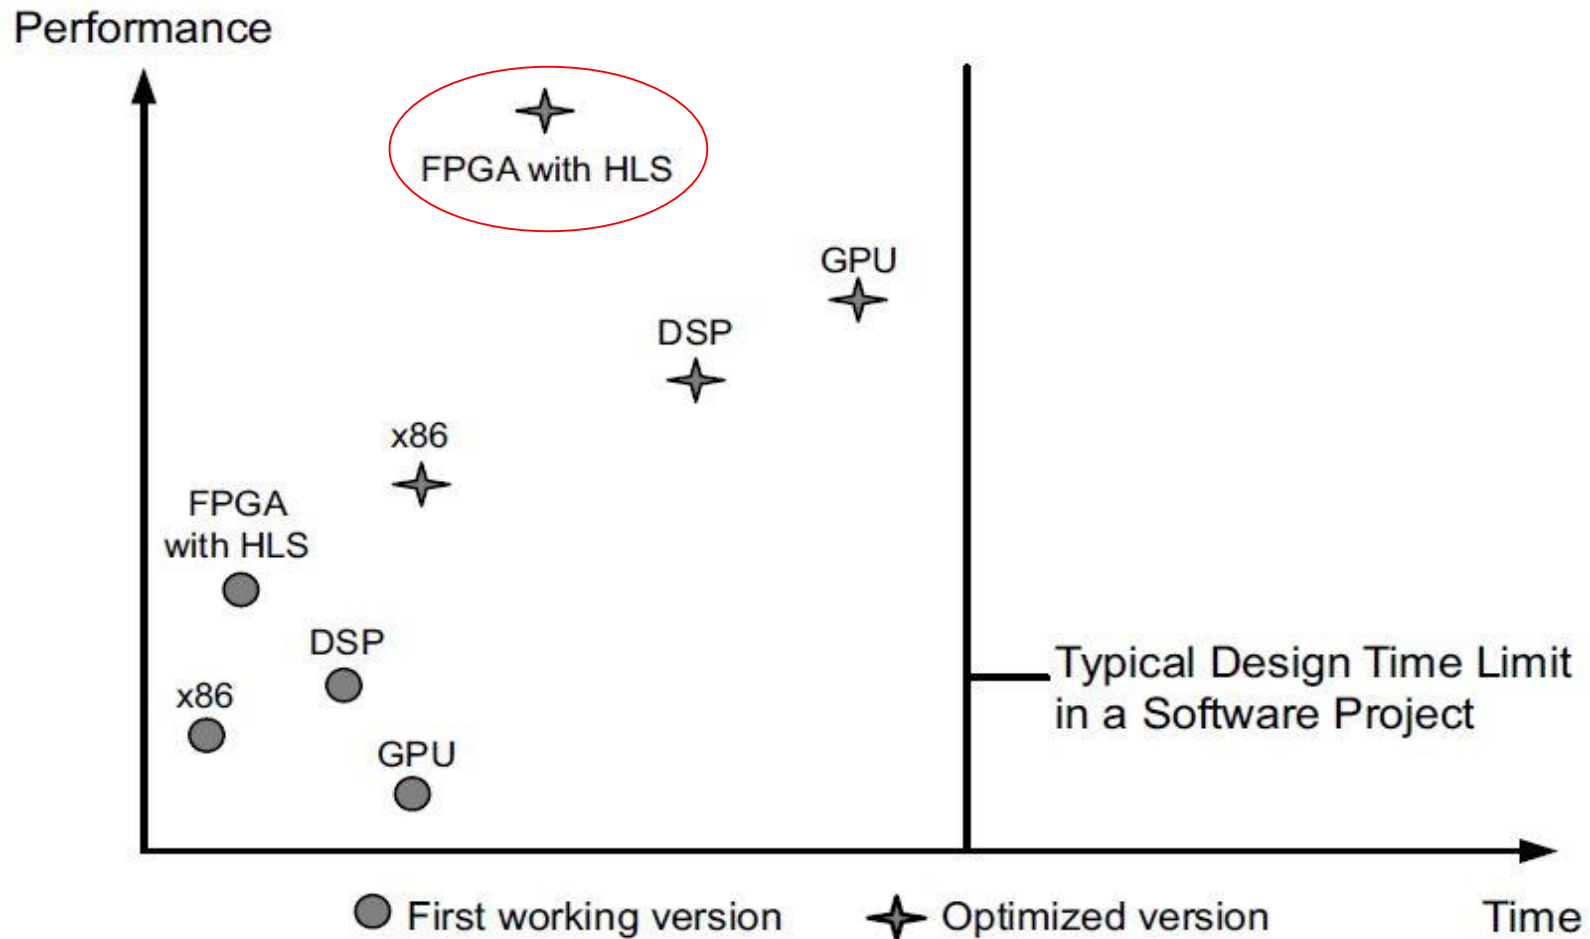 Performance
FPGA with HLS
GPU
DSP
x86
FPGA
with HLS
DSP
x86
GPU
Typical Design Time Limit
in a Software Project
First working version
Optimized version
Time